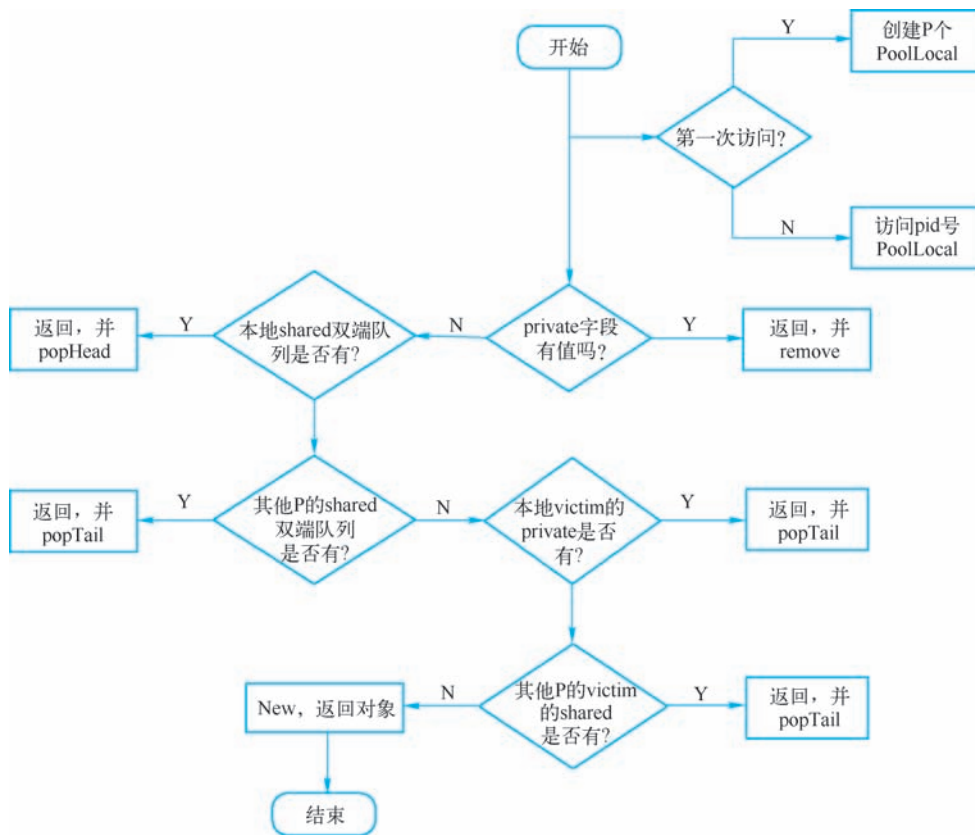 开始
Y
创建P个
PoolLocal
第一次访问？
N
访问pid号
PoolLocal
返回，并
popHead
Y
本地shared双端队
列是否有？
N
private字段
有值吗？
Y
返回，并
remove
返回，并
popTail
Y
其他P的shared
双端队列
是否有？
N
本地victim的
private是否
有？
Y
返回，并
popTail
New，返回对象
N
其他P的victim
的shared
是否有？
Y
返回，并
popTail
结束